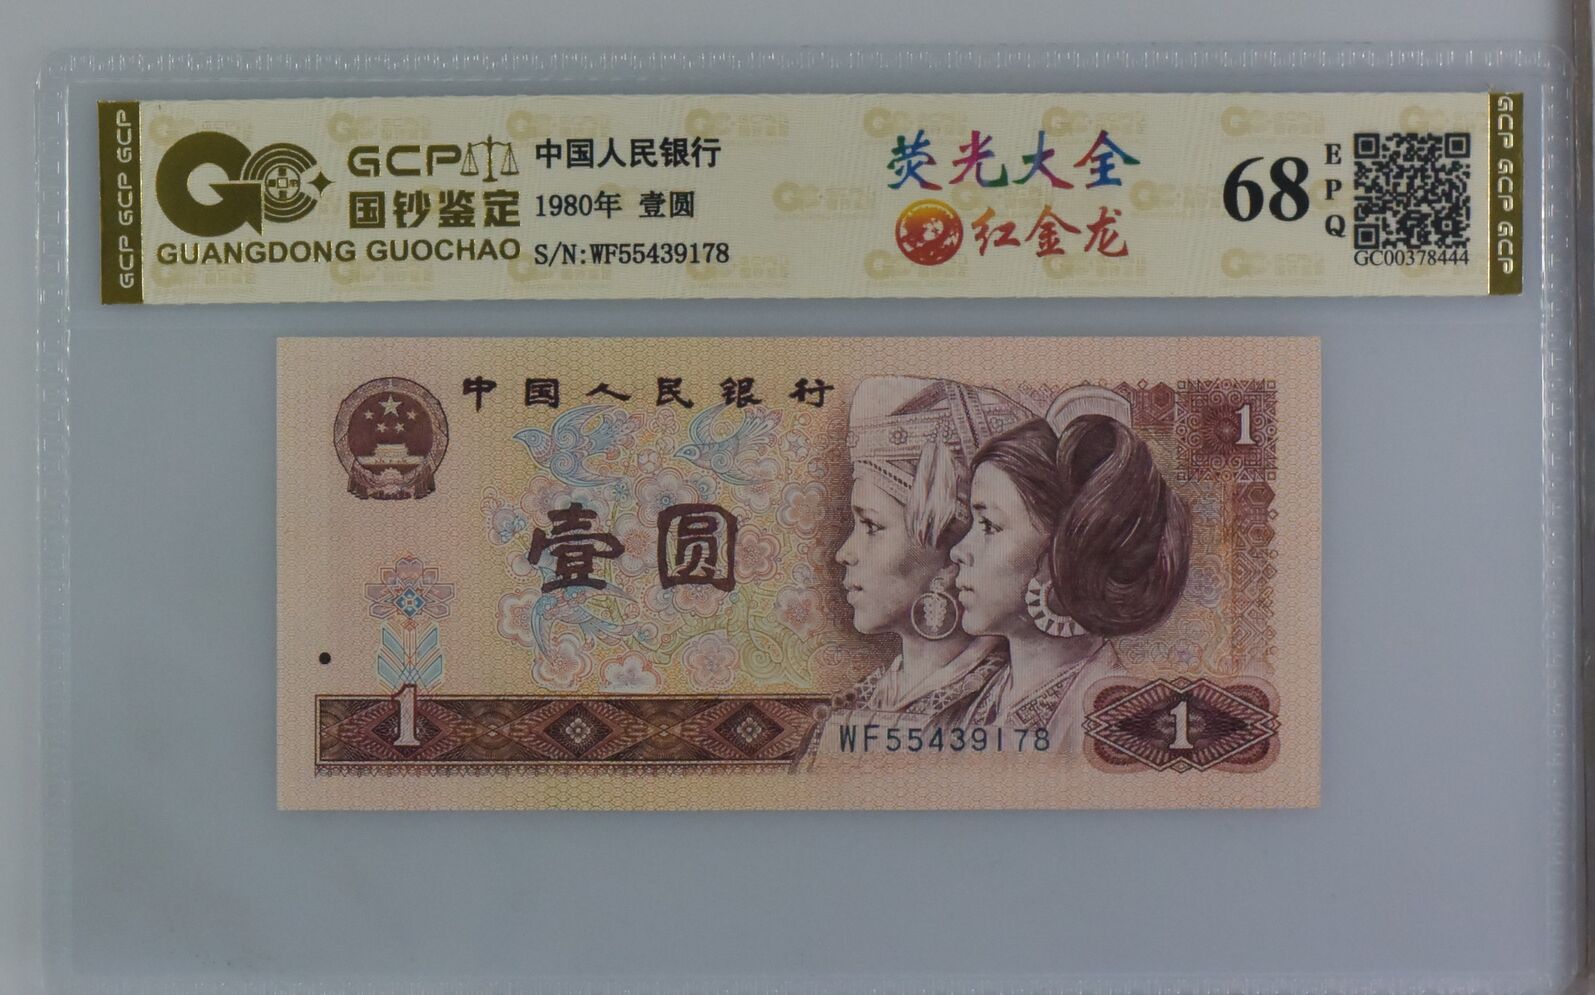 GCP GCP GCP
GCP
国钞鉴定
GUANGDONG GUOCHAO
中国人民银行
1980年 壹圆
S/N:WF55439178
荧光大全
红金龙
68
EPQ
GC00378444
GCP GCP GCP
中国人民银行
1
壹圆
1
WF55439178
1